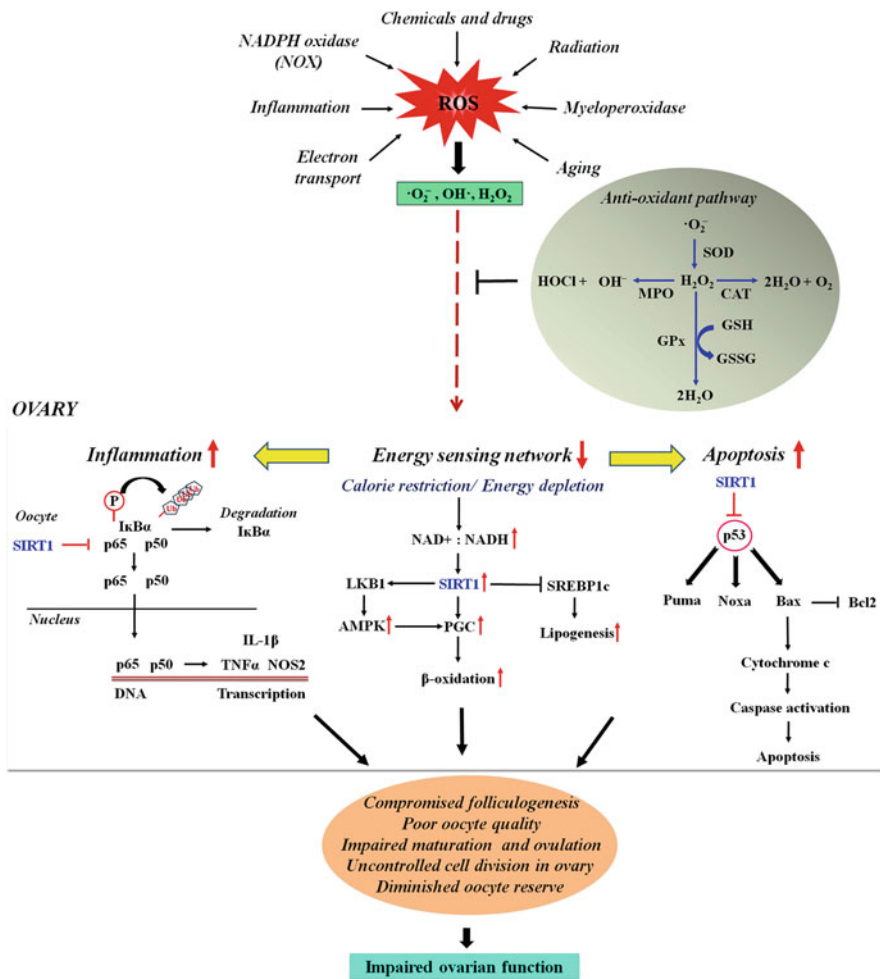 Chemicals and drugs
NADPH oxidase
(NOX)
Radiation
Inflammation
ROS
Myeloperoxidase
Electron
transport
Aging
·O₂⁻ , OH·, H₂O₂
Anti-oxidant pathway
·O₂⁻
SOD
HOCl + OH⁻
MPO
H₂O₂
CAT
2H₂O + O₂
GPx
GSH
GSSG
2H₂O
OVARY
Inflammation
Energy sensing network
Apoptosis
Calorie restriction/ Energy depletion
SIRT1
P
Ub
Oocyte
IκBα
Degradation
IκBα
SIRT1
p65 p50
p65 p50
Nucleus
IL-1β
p65 p50
TNFα NOS2
DNA
Transcription
NAD+ : NADH
LKB1
SIRT1
SREBP1c
AMPK
PGC
Lipogenesis
β-oxidation
p53
Puma
Noxa
Bax
Bcl2
Cytochrome c
Caspase activation
Apoptosis
Compromised folliculogenesis
Poor oocyte quality
Impaired maturation and ovulation
Uncontrolled cell division in ovary
Diminished oocyte reserve
Impaired ovarian function